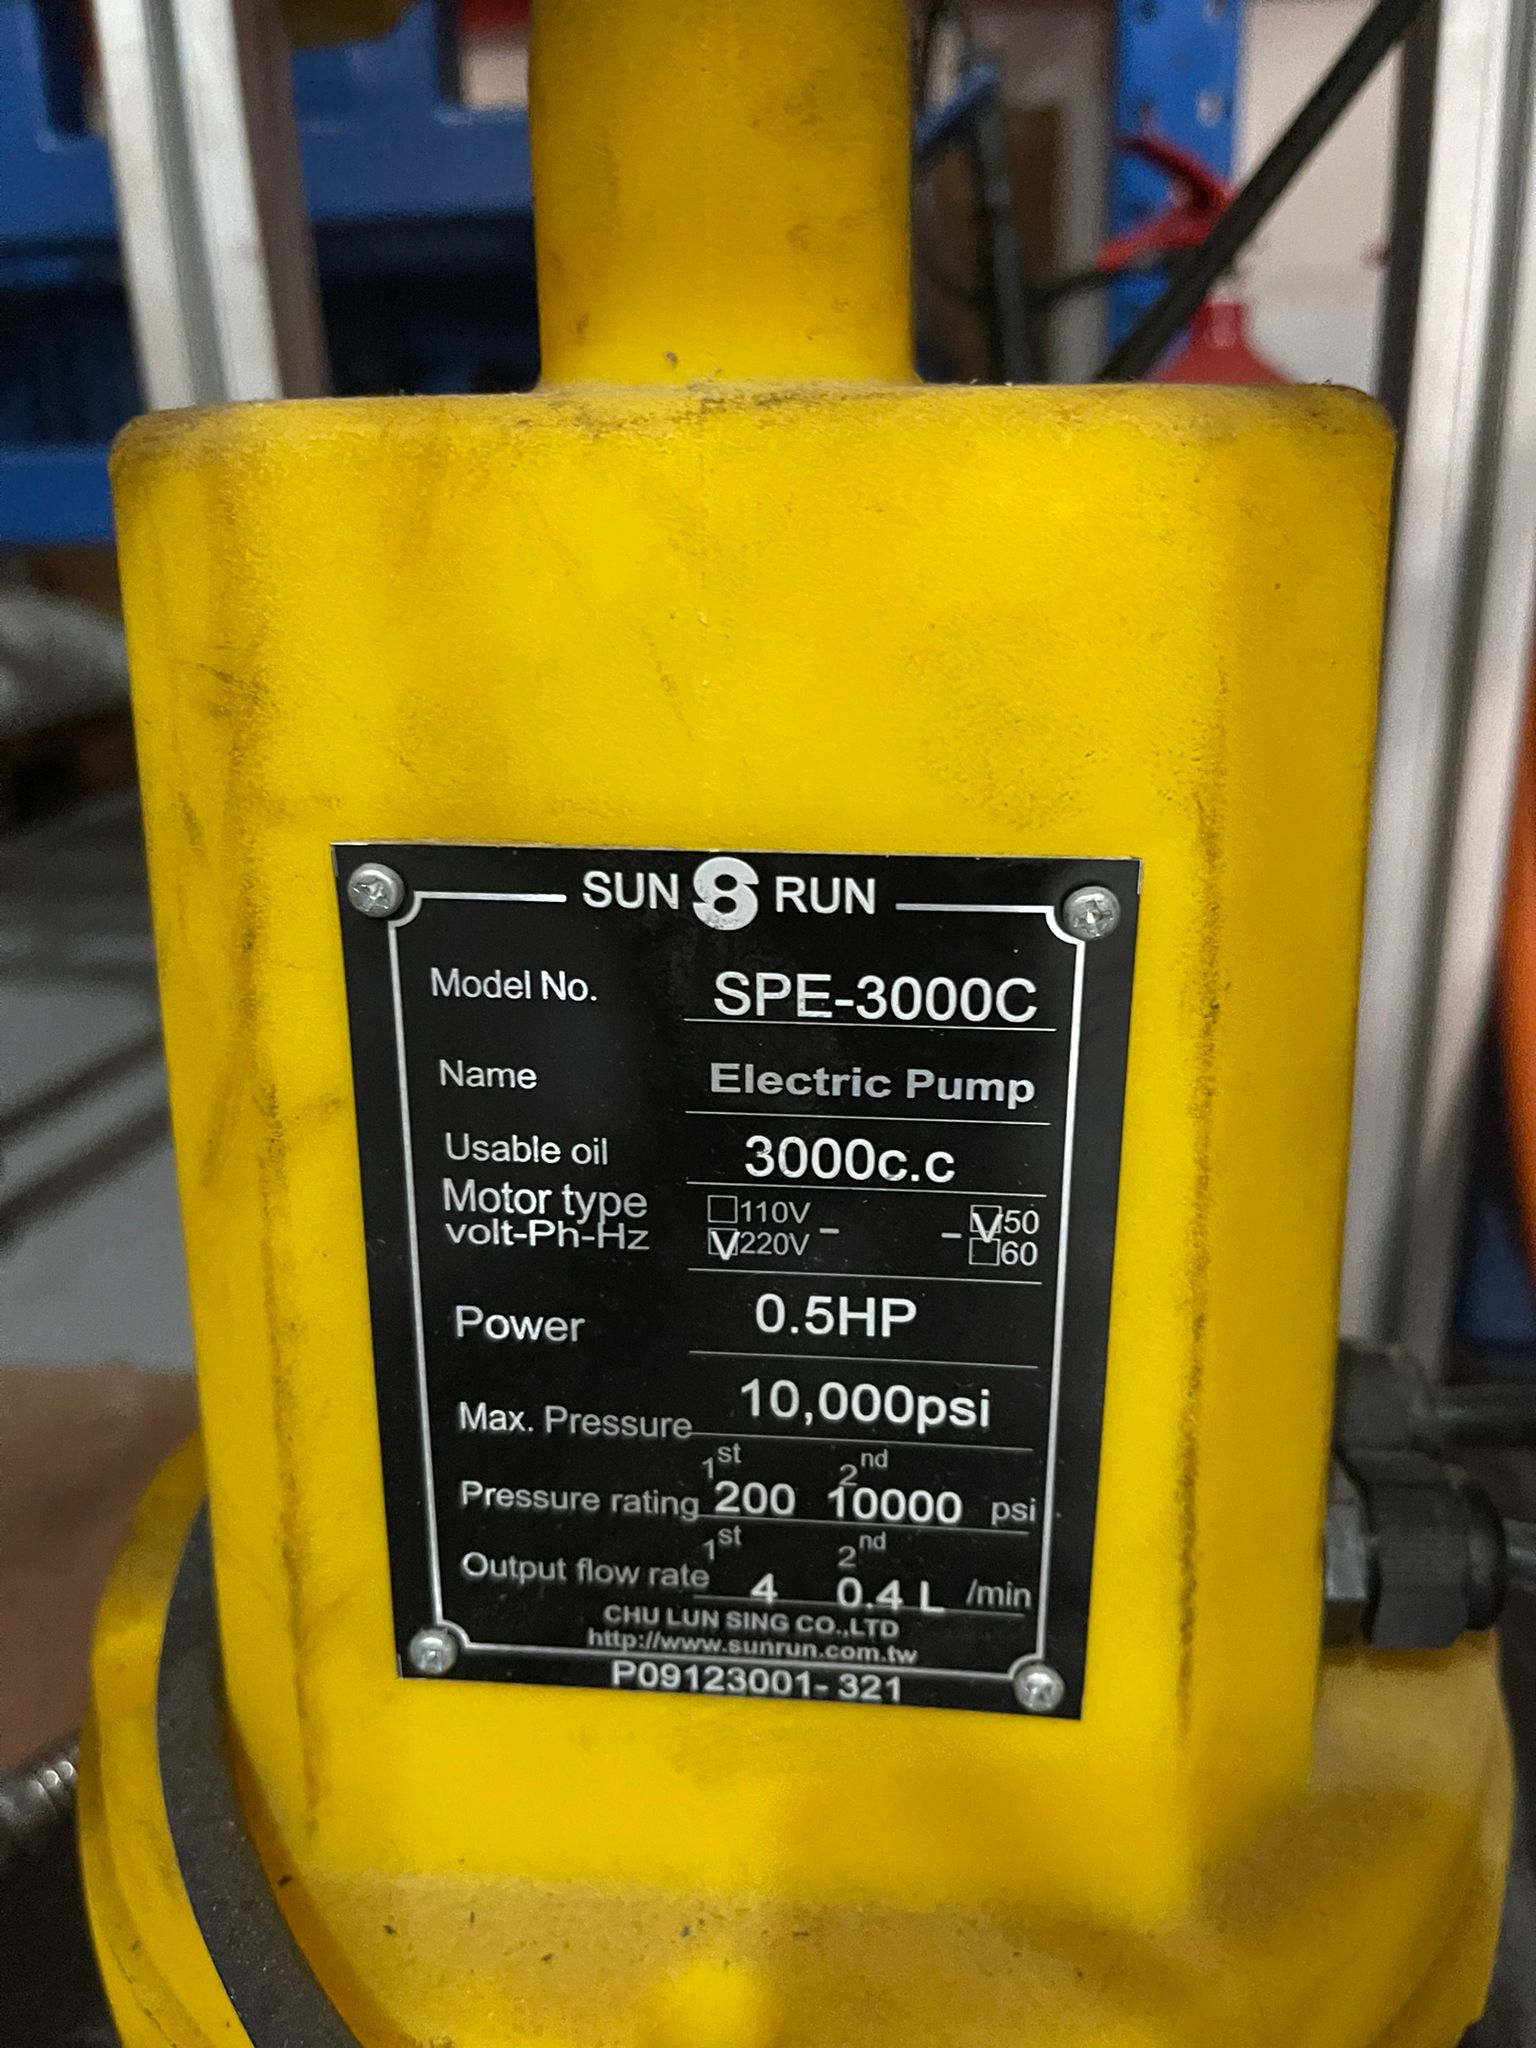 SUN S RUN
Model No. SPE-3000C
Name Electric Pump
Usable oil 3000c.c
Motor type □110V - - ☑50
volt-Ph-Hz ☑220V □60
Power 0.5HP
Max. Pressure 10,000psi
1st 2nd
Pressure rating 200 10000 psi
1st 2nd
Output flow rate 4 0.4 L /min
CHU LUN SING CO.,LTD
http://www.sunrun.com.tw
P09123001- 321